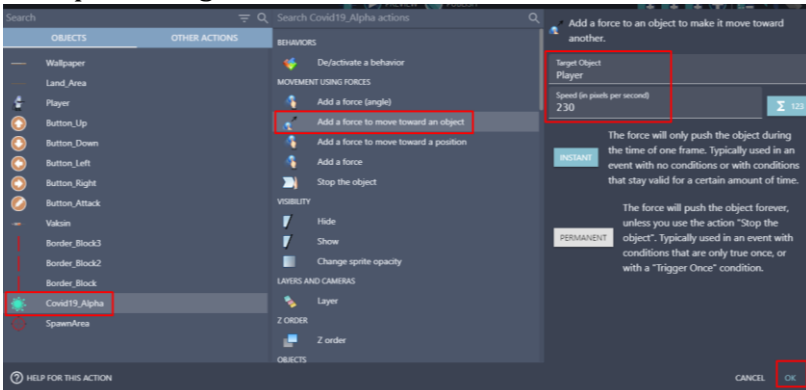 PREVIEW
PUBLISH
Search
OBJECTS
OTHER ACTIONS
Wallpaper
Land_Area
Player
Button_Up
Button_Down
Button_Left
Button_Right
Button_Attack
Vaksin
Border_Block3
Border_Block2
Border_Block
Covid19_Alpha
SpawnArea
HELP FOR THIS ACTION
Search Covid19_Alpha actions
BEHAVIORS
De/activate a behavior
MOVEMENT USING FORCES
Add a force (angle)
Add a force to move toward an object
Add a force to move toward a position
Add a force
Stop the object
VISIBILITY
Hide
Show
Change sprite opacity
LAYERS AND CAMERAS
Layer
Z ORDER
Z order
OBJECTS
Add a force to an object to make it move toward
another.
Target Object
Player
Speed (in pixels per second)
230
Σ 123
INSTANT
The force will only push the object during
the time of one frame. Typically used in an
event with no conditions or with conditions
that stay valid for a certain amount of time.
PERMANENT
The force will push the object forever,
unless you use the action "Stop the
object". Typically used in an event with
conditions that are only true once, or
with a "Trigger Once" condition.
CANCEL
OK